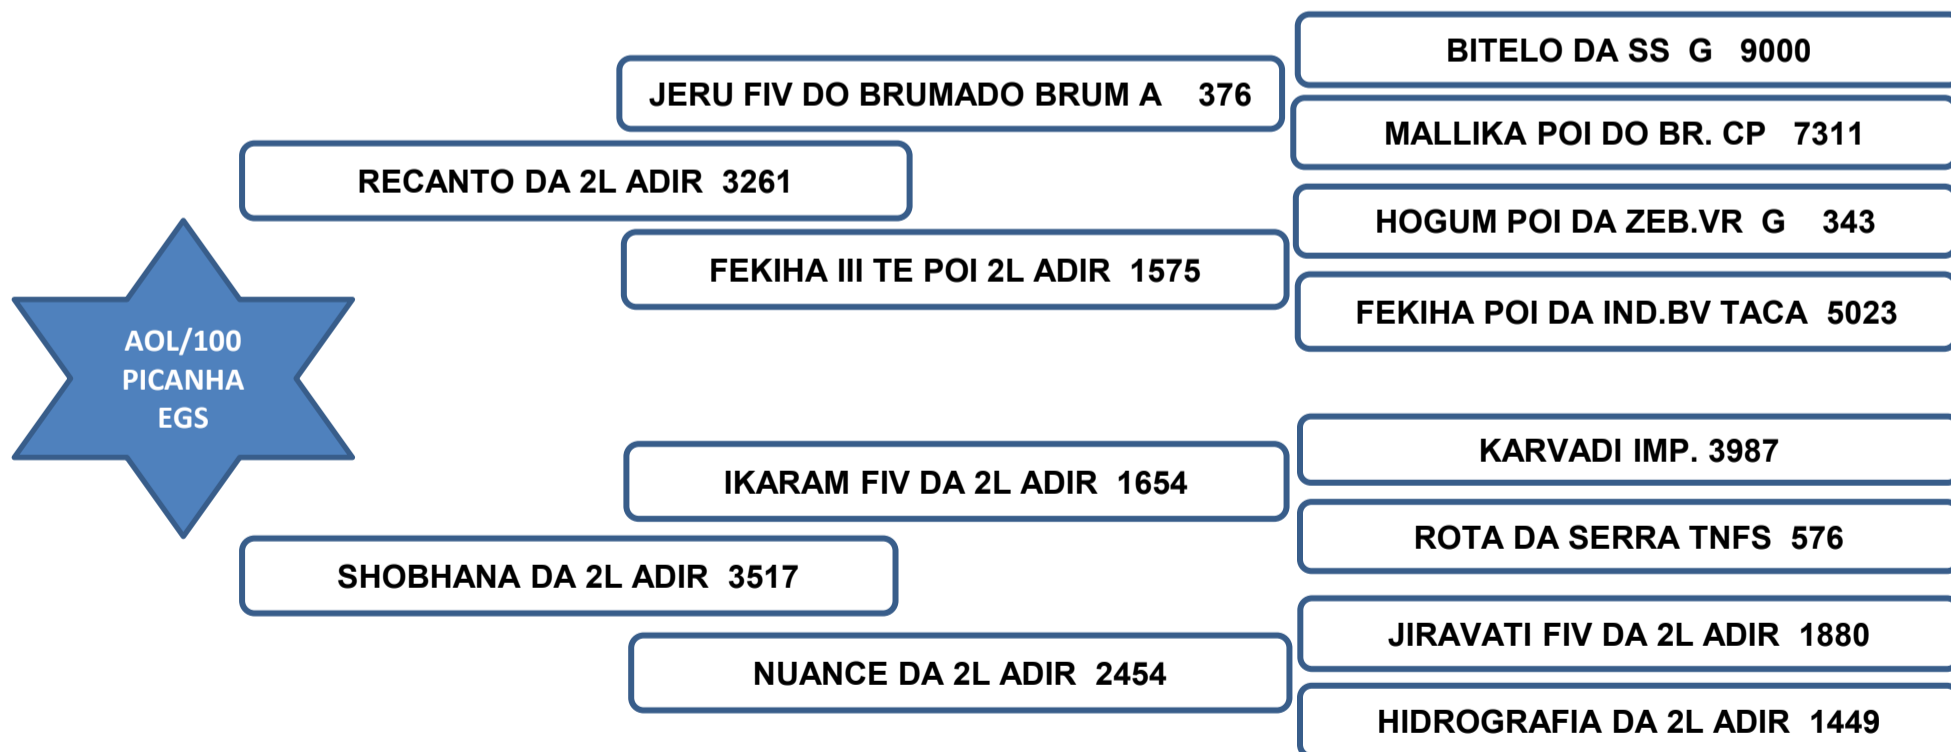 BITELO DA SS G 9000
JERU FIV DO BRUMADO BRUM A 376
MALLIKA POI DO BR. CP 7311
RECANTO DA 2L ADIR 3261
HOGUM POI DA ZEB.VR G 343
FEKIHA III TE POI 2L ADIR 1575
FEKIHA POI DA IND.BV TACA 5023
AOL/100
PICANHA
EGS
KARVADI IMP. 3987
IKARAM FIV DA 2L ADIR 1654
ROTA DA SERRA TNFS 576
SHOBHANA DA 2L ADIR 3517
JIRAVATI FIV DA 2L ADIR 1880
NUANCE DA 2L ADIR 2454
HIDROGRAFIA DA 2L ADIR 1449